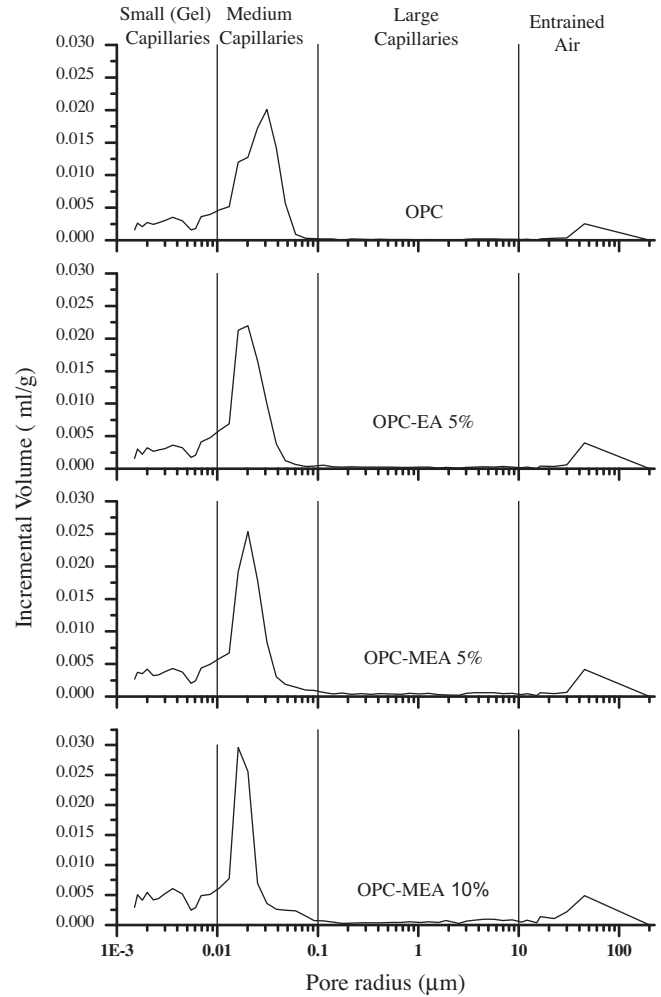 Small (Gel) Capillaries
Medium Capillaries
Large Capillaries
Entrained Air
0.030
0.025
0.020
0.015
0.010
0.005
0.000
OPC
0.030
0.025
0.020
0.015
0.010
0.005
0.000
OPC-EA 5%
0.030
0.025
0.020
0.015
0.010
0.005
0.000
OPC-MEA 5%
0.030
0.025
0.020
0.015
0.010
0.005
0.000
OPC-MEA 10%
1E-3 0.01 0.1 1 10 100
Pore radius (μm)
Incremental Volume ( ml/g)